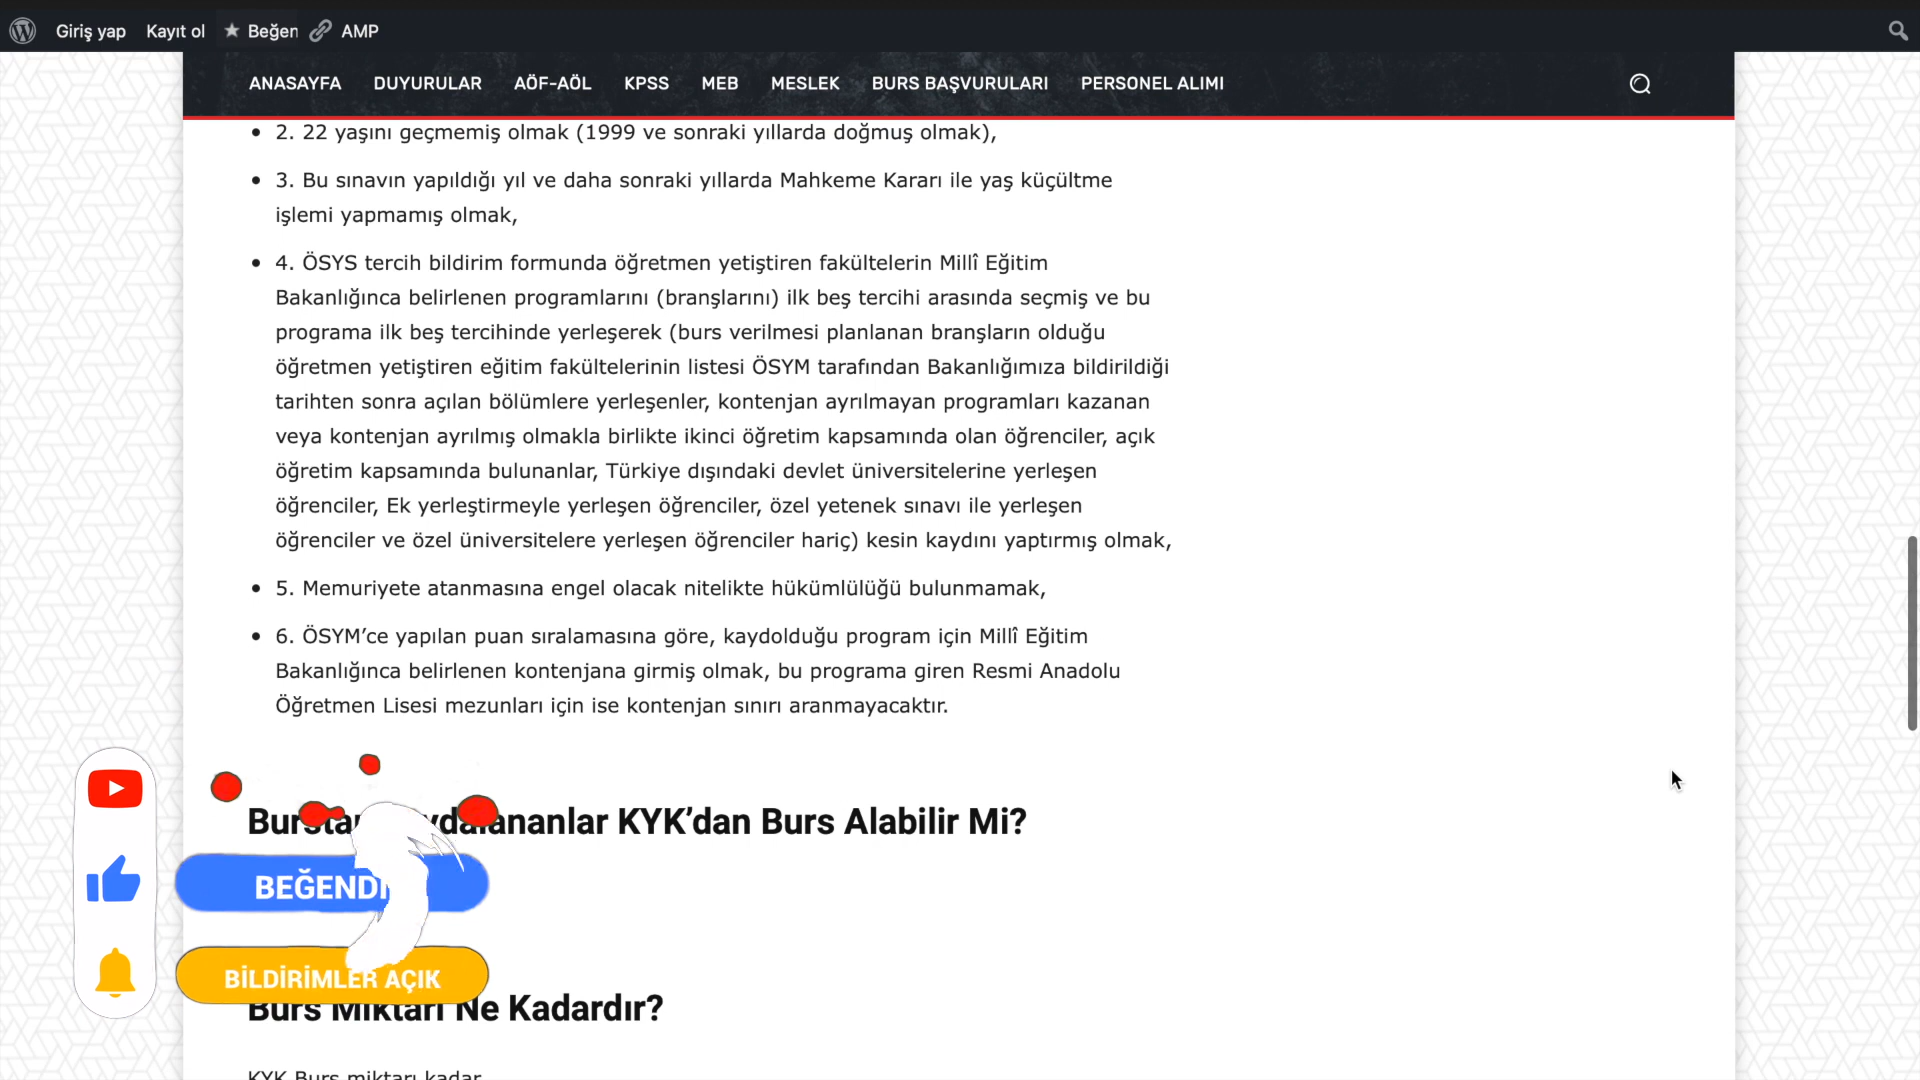 Giriş yap Kayıt ol Beğen AMP
ANASAYFA DUYURULAR AÖF-AÖL KPSS MEB MESLEK BURS BAŞVURULARI PERSONEL ALIMI
2. 22 yaşını geçmemiş olmak (1999 ve sonraki yıllarda doğmuş olmak),
3. Bu sınavın yapıldığı yıl ve daha sonraki yıllarda Mahkeme Kararı ile yaş küçültme
işlemi yapmamış olmak,
4. ÖSYS tercih bildirim formunda öğretmen yetiştiren fakültelerin Millî Eğitim
Bakanlığınca belirlenen programlarını (branşlarını) ilk beş tercihi arasında seçmiş ve bu
programa ilk beş tercihinde yerleşerek (burs verilmesi planlanan branşların olduğu
öğretmen yetiştiren eğitim fakültelerinin listesi ÖSYM tarafından Bakanlığımıza bildirildiği
tarihten sonra açılan bölümlere yerleşenler, kontenjan ayrılmayan programları kazanan
veya kontenjan ayrılmış olmakla birlikte ikinci öğretim kapsamında olan öğrenciler, açık
öğretim kapsamında bulunanlar, Türkiye dışındaki devlet üniversitelerine yerleşen
öğrenciler, Ek yerleştirmeyle yerleşen öğrenciler, özel yetenek sınavı ile yerleşen
öğrenciler ve özel üniversitelere yerleşen öğrenciler hariç) kesin kaydını yaptırmış olmak,
5. Memuriyete atanmasına engel olacak nitelikte hükümlülüğü bulunmamak,
6. ÖSYM’ce yapılan puan sıralamasına göre, kaydolduğu program için Millî Eğitim
Bakanlığınca belirlenen kontenjana girmiş olmak, bu programa giren Resmi Anadolu
Öğretmen Lisesi mezunları için ise kontenjan sınırı aranmayacaktır.
KYK’dan Burs Alabilir Mi?
BEĞENDİ
BİLDİRİMLER AÇIK
Burs Miktarı Ne Kadardır?
KYK Burs miktarı kadar